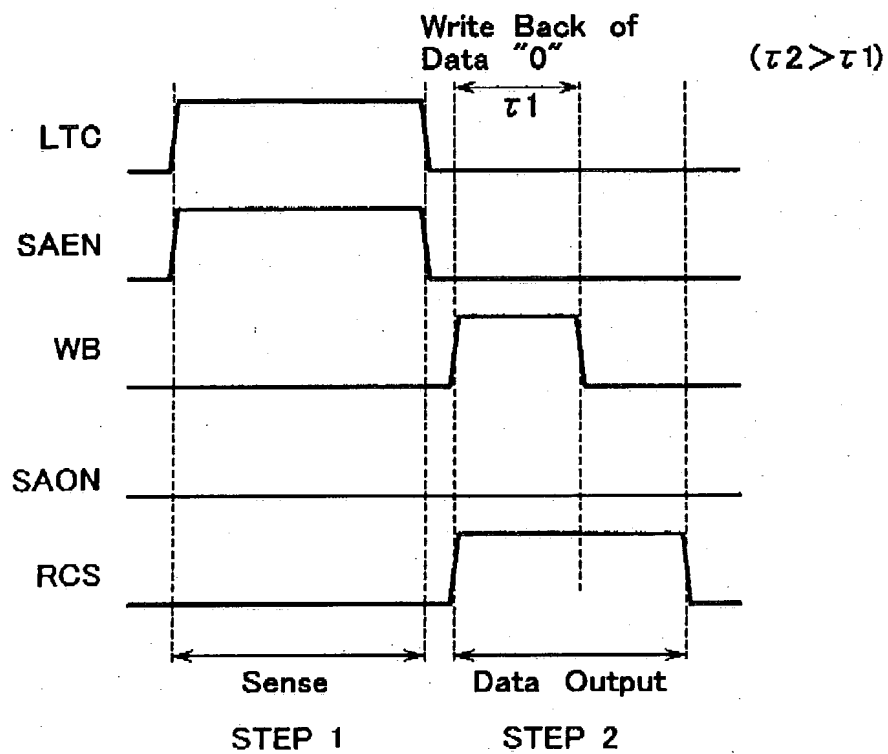 Write Back of
Data "0"
(τ2>τ1)
τ1
LTC
SAEN
WB
SAON
RCS
Sense
Data Output
STEP 1
STEP 2